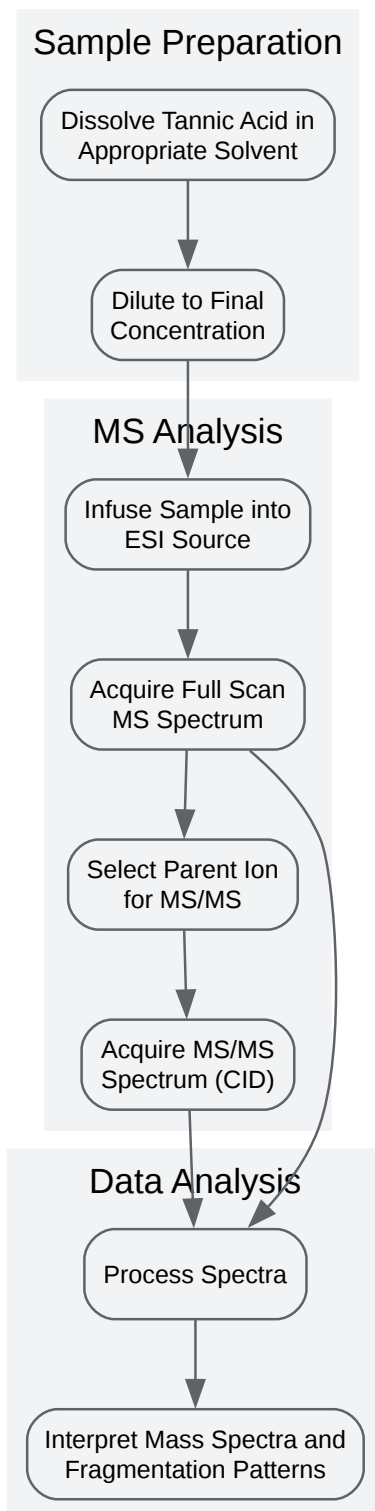 Sample Preparation
Dissolve Tannic Acid in
Appropriate Solvent
Dilute to Final
Concentration
MS Analysis
Infuse Sample into
ESI Source
Acquire Full Scan
MS Spectrum
Select Parent Ion
for MS/MS
Acquire MS/MS
Spectrum (CID)
Data Analysis
Process Spectra
Interpret Mass Spectra and
Fragmentation Patterns